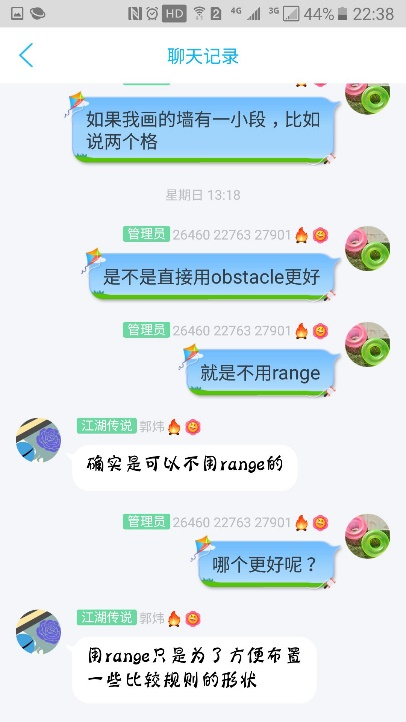 HD 2 4G 3G 44% 22:38
聊天记录
如果我画的墙有一小段，比如
说两个格
星期日 13:18
管理员 26460 22763 27901
是不是直接用obstacle更好
管理员 26460 22763 27901
就是不用range
江湖传说 郭炜
确实是可以不用range的
管理员 26460 22763 27901
哪个更好呢？
江湖传说 郭炜
用range只是为了方便布置
一些比较规则的形状